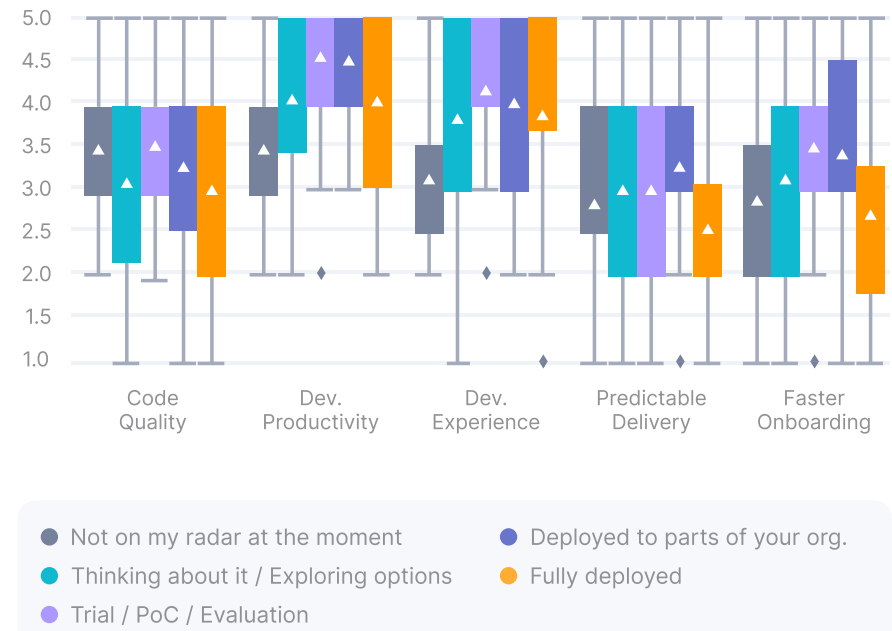 5.0
4.5
4.0
3.5
3.0
2.5
2.0
1.5
1.0
Code
Quality
Dev.
Productivity
Dev.
Experience
Predictable
Delivery
Faster
Onboarding
Not on my radar at the moment
Thinking about it / Exploring options
Trial / PoC / Evaluation
Deployed to parts of your org.
Fully deployed